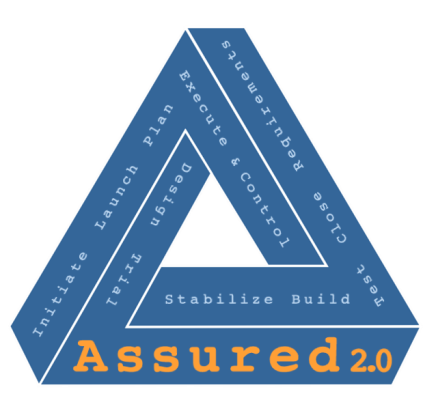 Initiate Launch Plan
Execute & Control
Close
Requirements
Design
Trial
Test
Stabilize Build
Assured 2.0